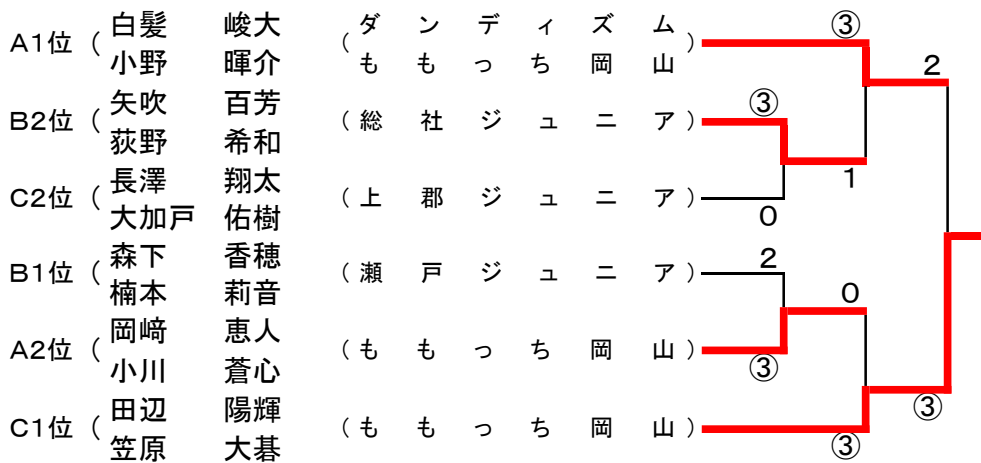 白髪 峻大 ダンディズム ③
A1位 ( (
小野 暉介 ももっち岡山 2
矢吹 百芳 ③
B2位 ( (総社ジュニア)
荻野 希和
長澤 翔太 1
C2位 ( (上郡ジュニア)
大加戸 佑樹 0
森下 香穂 2
B1位 ( (瀬戸ジュニア)
楠本 莉音 0
岡﨑 恵人
A2位 ( (ももっち岡山)
小川 蒼心 ③
田辺 陽輝 ③
C1位 ( (ももっち岡山)
笠原 大碁 ③